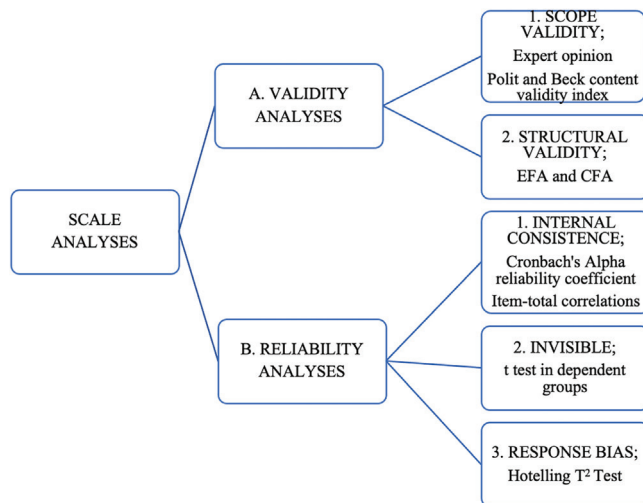 SCALE
ANALYSES
A. VALIDITY
ANALYSES
1. SCOPE
VALIDITY;
Expert opinion
Polit and Beck content
validity index
2. STRUCTURAL
VALIDITY;
EFA and CFA
B. RELIABILITY
ANALYSES
1. INTERNAL
CONSISTENCE;
Cronbach's Alpha
reliability coefficient
Item-total correlations
2. INVISIBLE;
t test in dependent
groups
3. RESPONSE BIAS;
Hotelling T² Test